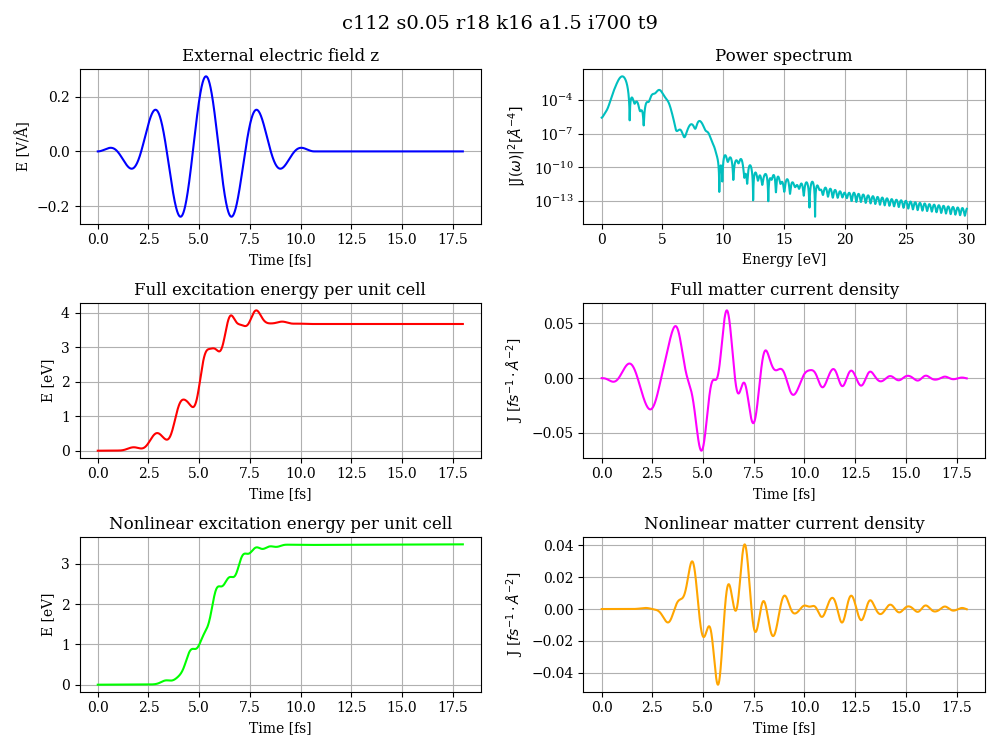 c112 s0.05 r18 k16 a1.5 i700 t9
External electric field z
E [V/Å]
0.2
0.0
−0.2
0.0 2.5 5.0 7.5 10.0 12.5 15.0 17.5
Time [fs]
Power spectrum
|J(ω)|²[Å⁻⁴]
10⁻⁴
10⁻⁷
10⁻¹⁰
10⁻¹³
0 5 10 15 20 25 30
Energy [eV]
Full excitation energy per unit cell
E [eV]
4
3
2
1
0
0.0 2.5 5.0 7.5 10.0 12.5 15.0 17.5
Time [fs]
Full matter current density
J [fs⁻¹ · Å⁻²]
0.05
0.00
−0.05
0.0 2.5 5.0 7.5 10.0 12.5 15.0 17.5
Time [fs]
Nonlinear excitation energy per unit cell
E [eV]
3
2
1
0
0.0 2.5 5.0 7.5 10.0 12.5 15.0 17.5
Time [fs]
Nonlinear matter current density
J [fs⁻¹ · Å⁻²]
0.04
0.02
0.00
−0.02
−0.04
0.0 2.5 5.0 7.5 10.0 12.5 15.0 17.5
Time [fs]